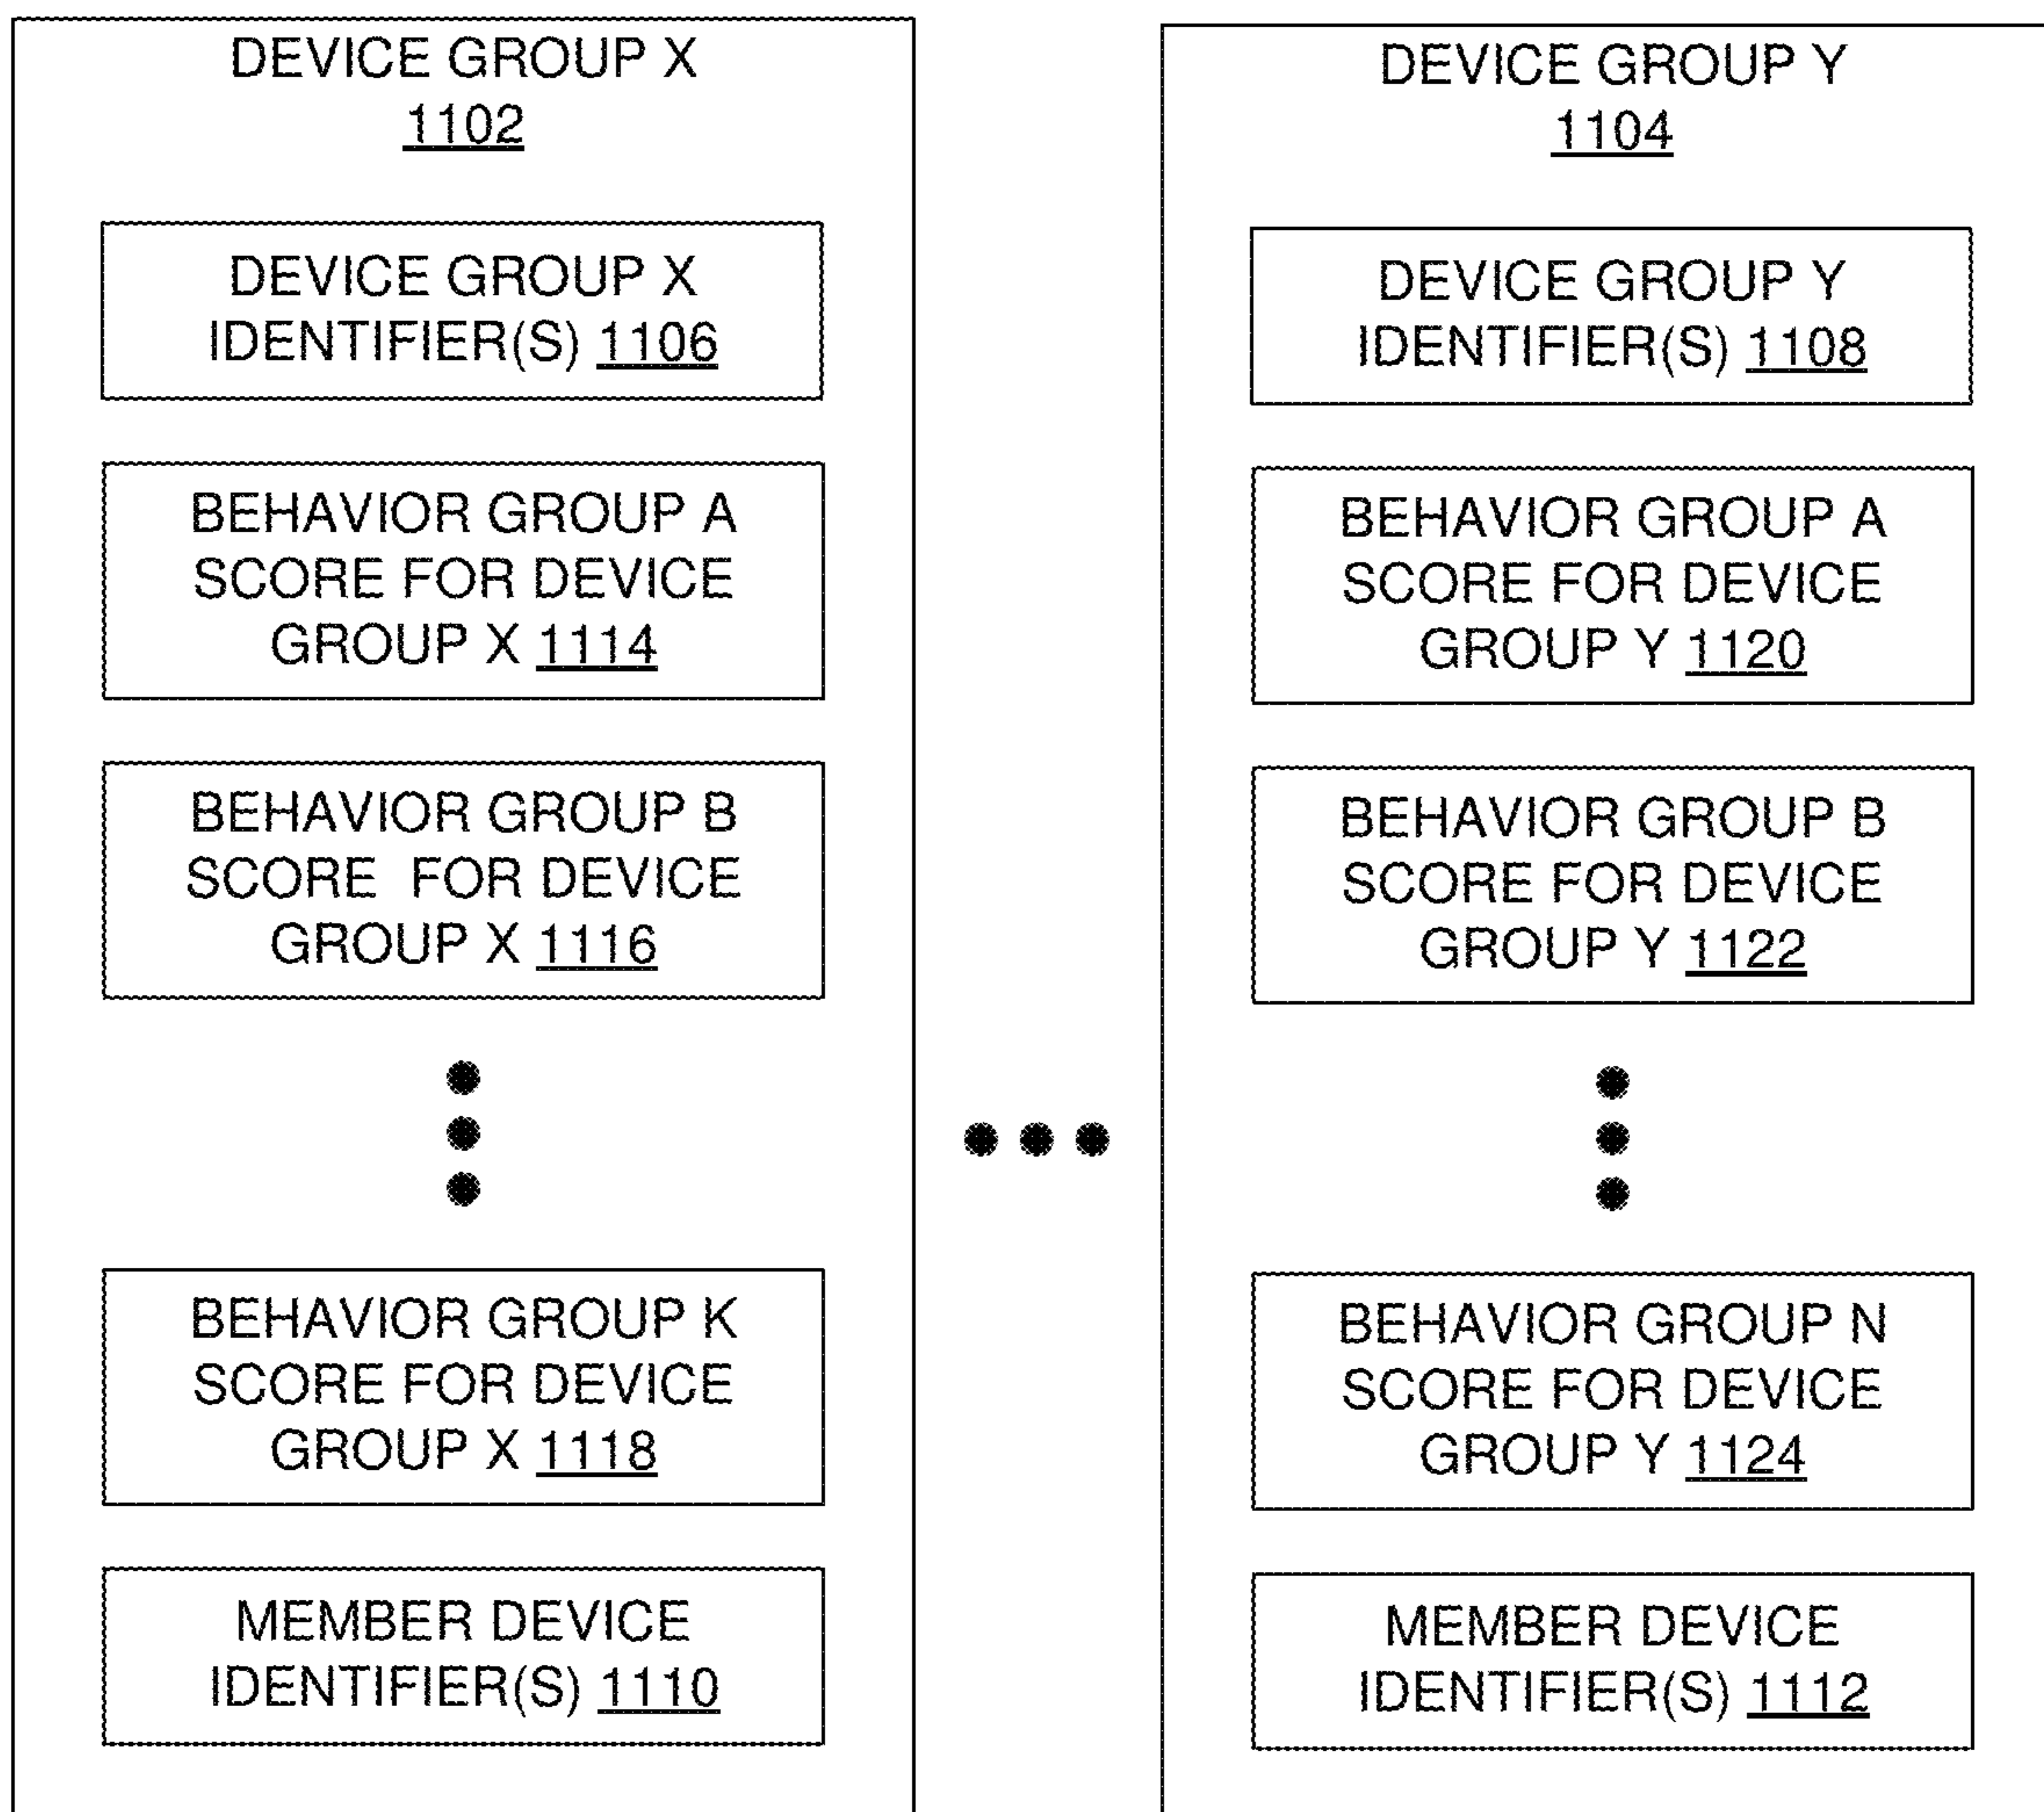 DEVICE GROUP X
1102
DEVICE GROUP X
IDENTIFIER(S) 1106
BEHAVIOR GROUP A
SCORE FOR DEVICE
GROUP X 1114
BEHAVIOR GROUP B
SCORE FOR DEVICE
GROUP X 1116
BEHAVIOR GROUP K
SCORE FOR DEVICE
GROUP X 1118
MEMBER DEVICE
IDENTIFIER(S) 1110
DEVICE GROUP Y
1104
DEVICE GROUP Y
IDENTIFIER(S) 1108
BEHAVIOR GROUP A
SCORE FOR DEVICE
GROUP Y 1120
BEHAVIOR GROUP B
SCORE FOR DEVICE
GROUP Y 1122
BEHAVIOR GROUP N
SCORE FOR DEVICE
GROUP Y 1124
MEMBER DEVICE
IDENTIFIER(S) 1112